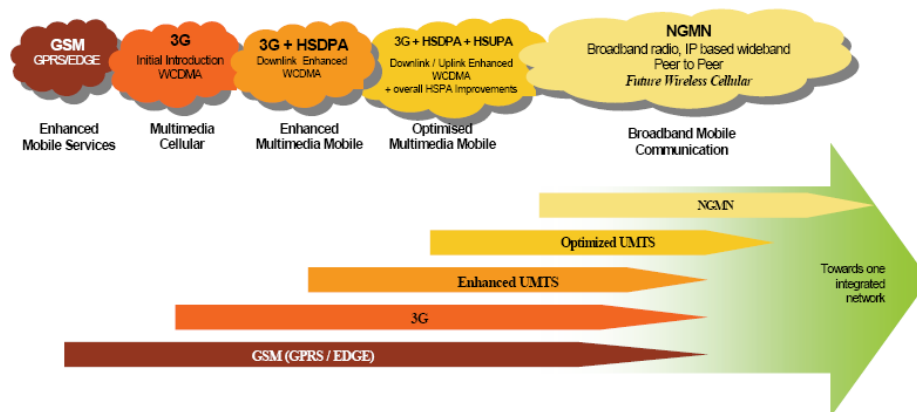 GSM
GPRS/EDGE
3G
Initial Introduction
WCDMA
3G + HSDPA
Downlink Enhanced
WCDMA
3G + HSDPA + HSUPA
Downlink / Uplink Enhanced
WCDMA
+ overall HSPA Improvements
NGMN
Broadband radio, IP based wideband
Peer to Peer
Future Wireless Cellular
Enhanced
Mobile Services
Multimedia
Cellular
Enhanced
Multimedia Mobile
Optimised
Multimedia Mobile
Broadband Mobile
Communication
NGMN
Optimized UMTS
Enhanced UMTS
3G
GSM (GPRS / EDGE)
Towards one
integrated
network